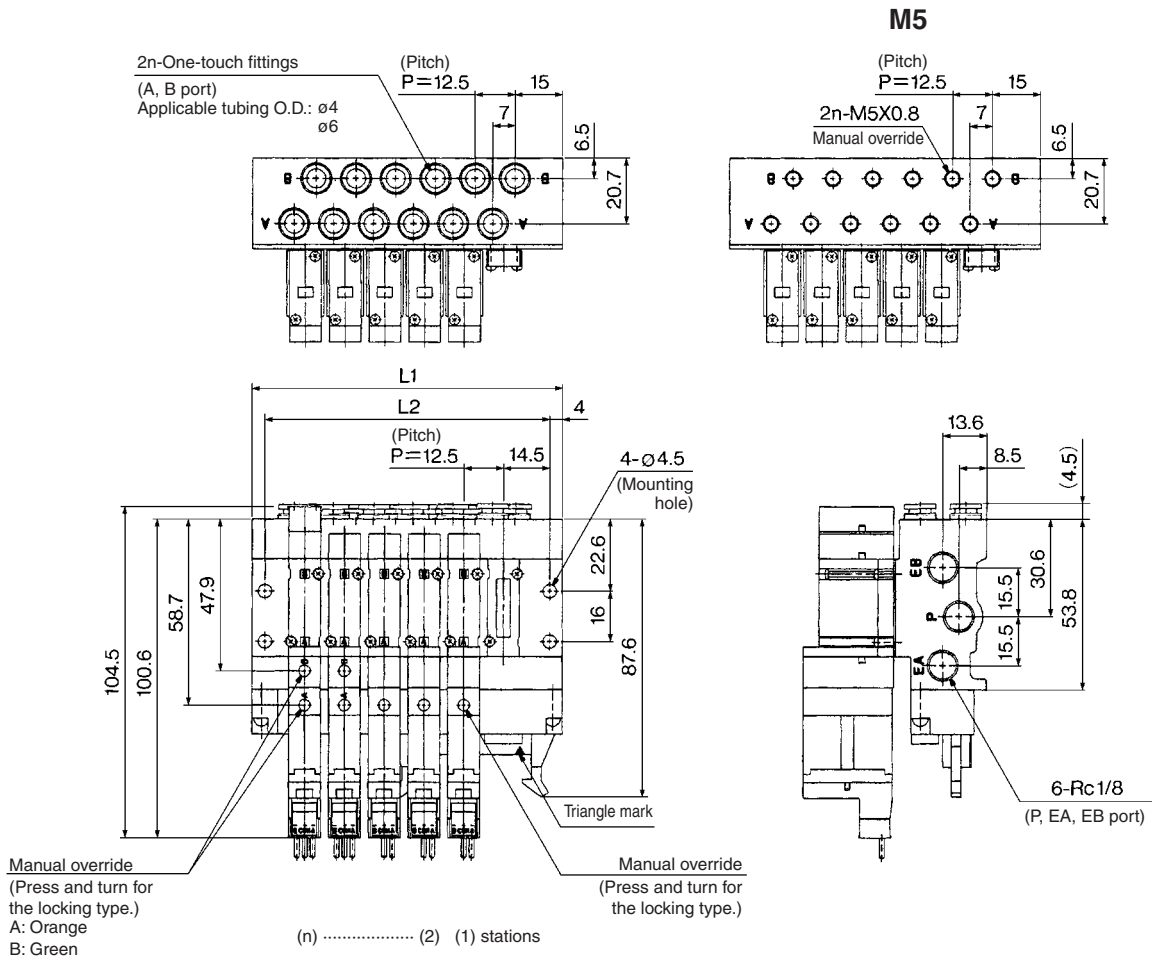 M5
2n-One-touch fittings
(A, B port)
Applicable tubing O.D.: ø4
ø6
(Pitch)
P=12.5
15
7
6.5
20.7
B
B
A
A
(Pitch)
P=12.5
15
2n-M5X0.8
Manual override
7
6.5
20.7
B
B
A
A
L1
L2
4
(Pitch)
P=12.5
14.5
4-Ø4.5
(Mounting
hole)
104.5
100.6
58.7
47.9
22.6
16
87.6
B B B B B
A A A A A
B B
A A
Triangle mark
13.6
8.5
(4.5)
EB
P
EA
15.5
15.5
30.6
53.8
6-Rc1/8
(P, EA, EB port)
Manual override
(Press and turn for
the locking type.)
A: Orange
B: Green
Manual override
(Press and turn for
the locking type.)
(n) ···················· (2) (1) stations